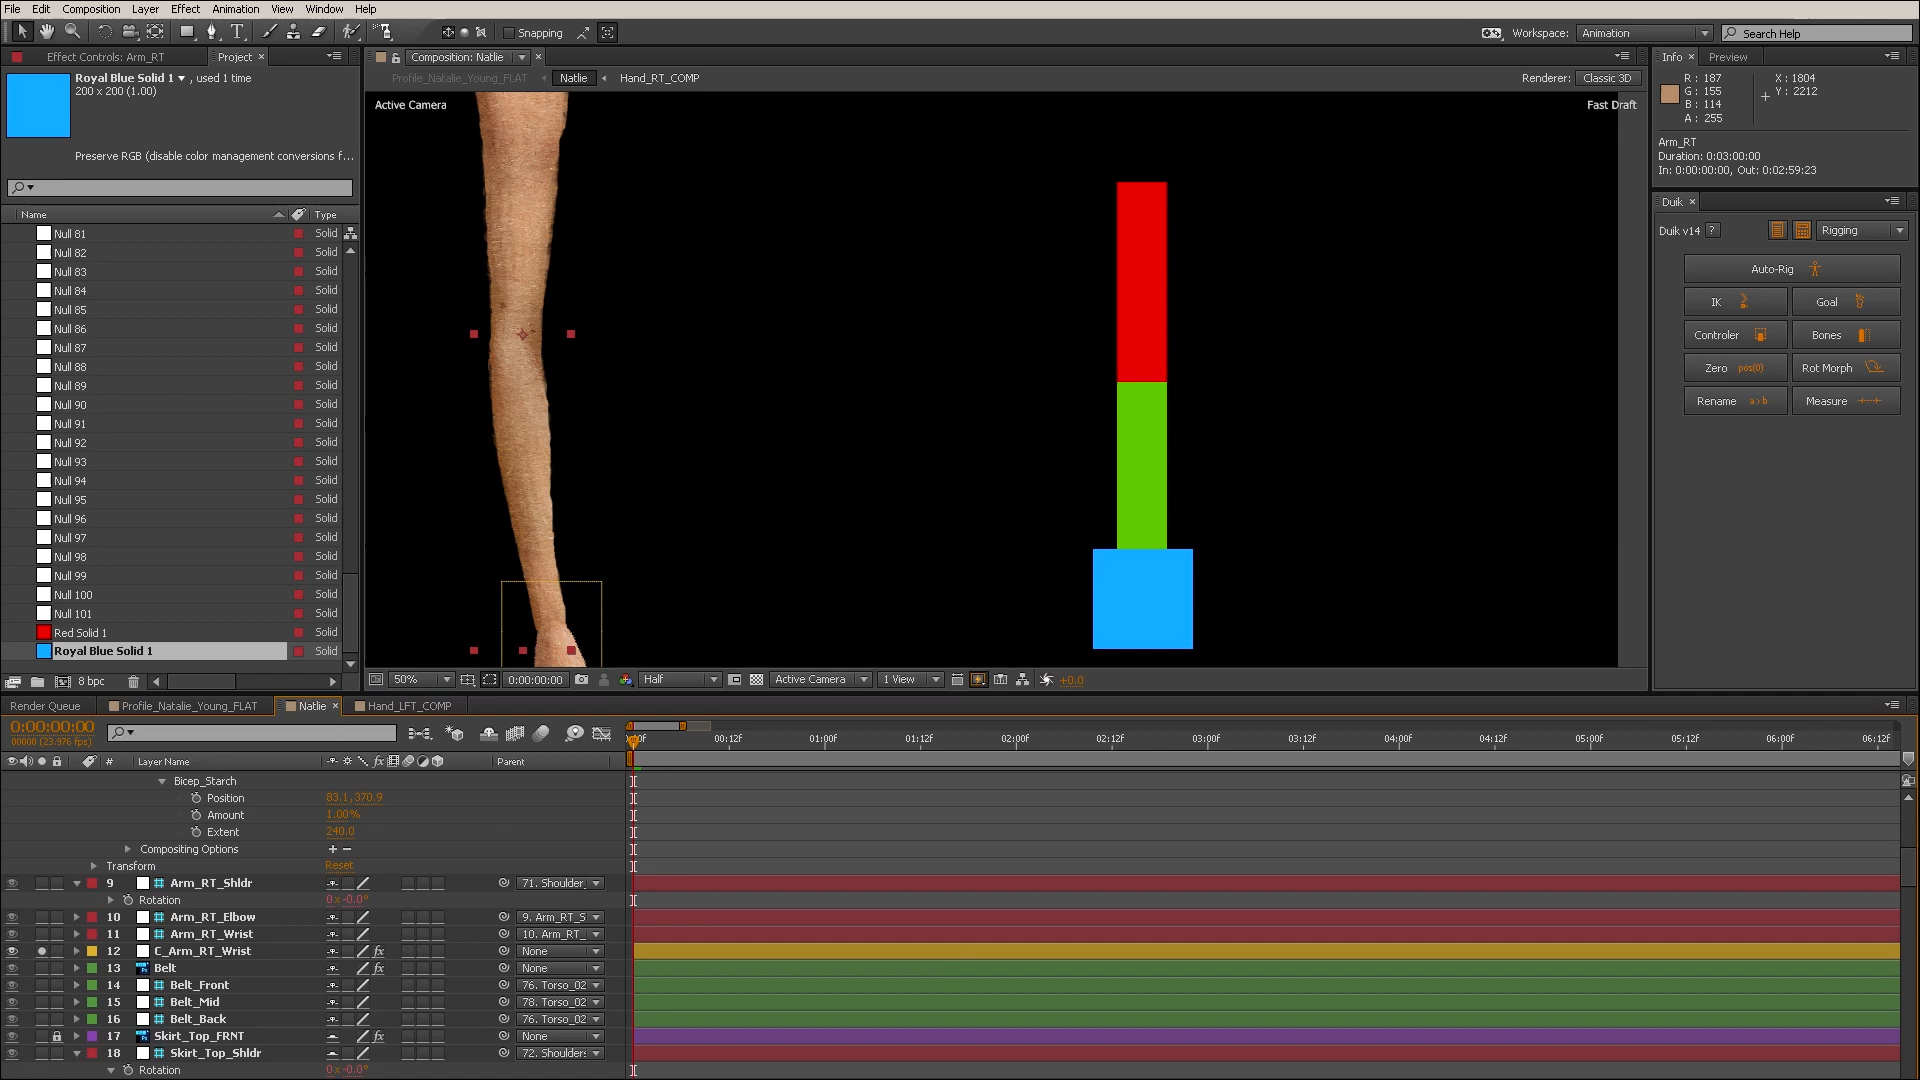 File Edit Composition Layer Effect Animation View Window Help
Snapping
Workspace: Animation
Search Help
Effect Controls: Arm_RT
Project
Composition: Natlie
Info
Preview
Royal Blue Solid 1 , used 1 time
200 x 200 (1.00)
Preserve RGB (disable color management conversions f...
Profile_Natalie_Young_FLAT Natlie Hand_RT_COMP
Renderer: Classic 3D
Active Camera
Fast Draft
R : 187
G : 155
B : 114
A : 255
X : 1804
Y : 2212
Arm_RT
Duration: 0:03:00:00
In: 0:00:00:00, Out: 0:02:59:23
Duik
Duik v14 ? Rigging
Auto-Rig
IK Goal
Controler Bones
Zero pos(0) Rot Morph
Rename a>b Measure
Name Type
Null 81 Solid
Null 82 Solid
Null 83 Solid
Null 84 Solid
Null 85 Solid
Null 86 Solid
Null 87 Solid
Null 88 Solid
Null 89 Solid
Null 90 Solid
Null 91 Solid
Null 92 Solid
Null 93 Solid
Null 94 Solid
Null 95 Solid
Null 96 Solid
Null 97 Solid
Null 98 Solid
Null 99 Solid
Null 100 Solid
Null 101 Solid
Red Solid 1 Solid
Royal Blue Solid 1 Solid
8 bpc
50% 0:00:00:00 Half Active Camera 1 View +0.0
Render Queue Profile_Natalie_Young_FLAT Natlie Hand_LFT_COMP
0:00:00:00
00000 (23.976 fps)
00:12F 01:00F 01:12F 02:00F 02:12F 03:00F 03:12F 04:00F 04:12F 05:00F 05:12F 06:00F 06:12F
# Layer Name fx Parent
Bicep_Starch
Position 83.1,370.9
Amount 1.00%
Extent 240.0
Compositing Options + −
Transform Reset
9 Arm_RT_Shldr 71. Shoulder_
Rotation 0x-0.0°
10 Arm_RT_Elbow 9. Arm_RT_S
11 Arm_RT_Wrist 10. Arm_RT_
12 C_Arm_RT_Wrist fx None
13 Belt fx None
14 Belt_Front 76. Torso_02
15 Belt_Mid 78. Torso_02
16 Belt_Back 76. Torso_02
17 Skirt_Top_FRNT fx None
18 Skirt_Top_Shldr 72. Shoulders
Rotation 0x-0.0°